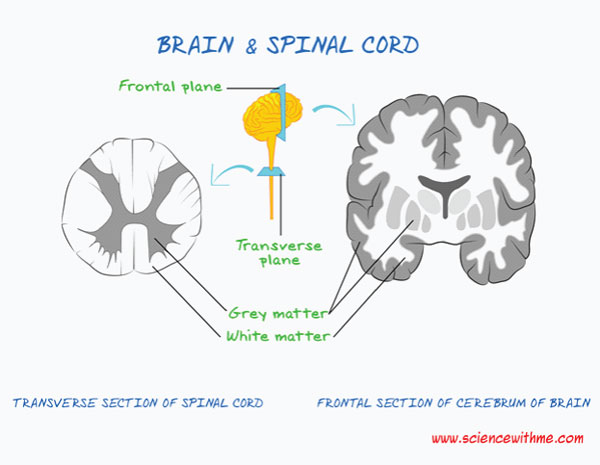 BRAIN & SPINAL CORD
Frontal plane
Transverse
plane
Grey matter
White matter
TRANSVERSE SECTION OF SPINAL CORD
FRONTAL SECTION OF CEREBRUM OF BRAIN
www.sciencewithme.com